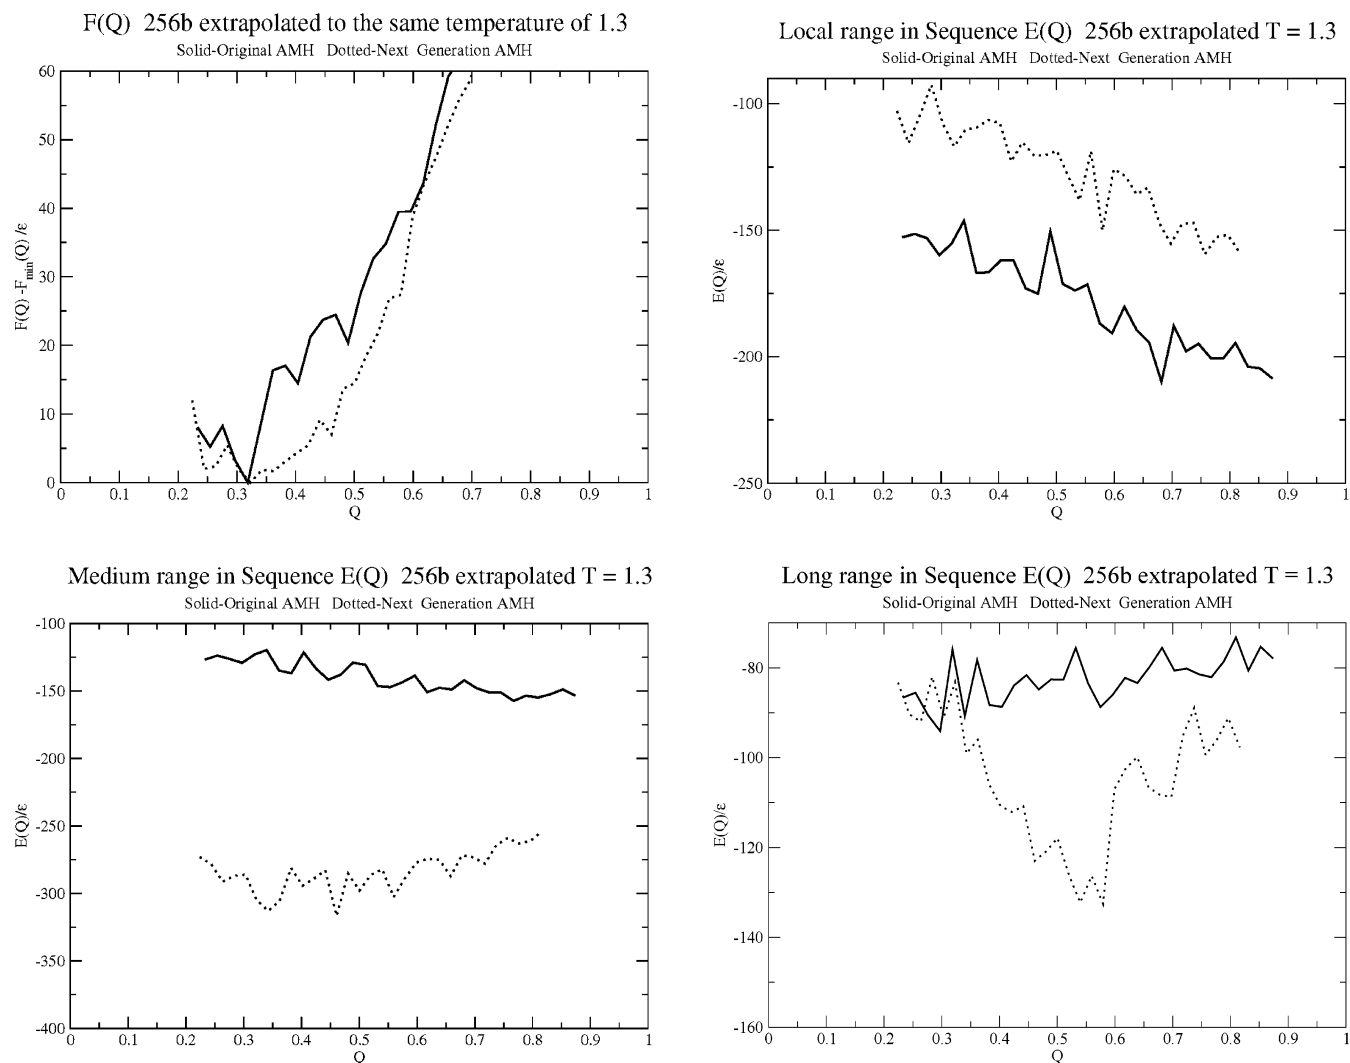 F(Q) 256b extrapolated to the same temperature of 1.3
Solid-Original AMH Dotted-Next Generation AMH
60
50
40
30
20
10
0
F(Q) -Fmin(Q) /ε
0 0.1 0.2 0.3 0.4 0.5 0.6 0.7 0.8 0.9 1
Q
Local range in Sequence E(Q) 256b extrapolated T = 1.3
Solid-Original AMH Dotted-Next Generation AMH
-100
-150
-200
-250
E(Q)/ε
0 0.1 0.2 0.3 0.4 0.5 0.6 0.7 0.8 0.9 1
Q
Medium range in Sequence E(Q) 256b extrapolated T = 1.3
Solid-Original AMH Dotted-Next Generation AMH
-100
-150
-200
-250
-300
-350
-400
E(Q)/ε
0 0.1 0.2 0.3 0.4 0.5 0.6 0.7 0.8 0.9 1
Q
Long range in Sequence E(Q) 256b extrapolated T = 1.3
Solid-Original AMH Dotted-Next Generation AMH
-80
-100
-120
-140
-160
E(Q)/ε
0 0.1 0.2 0.3 0.4 0.5 0.6 0.7 0.8 0.9 1
Q